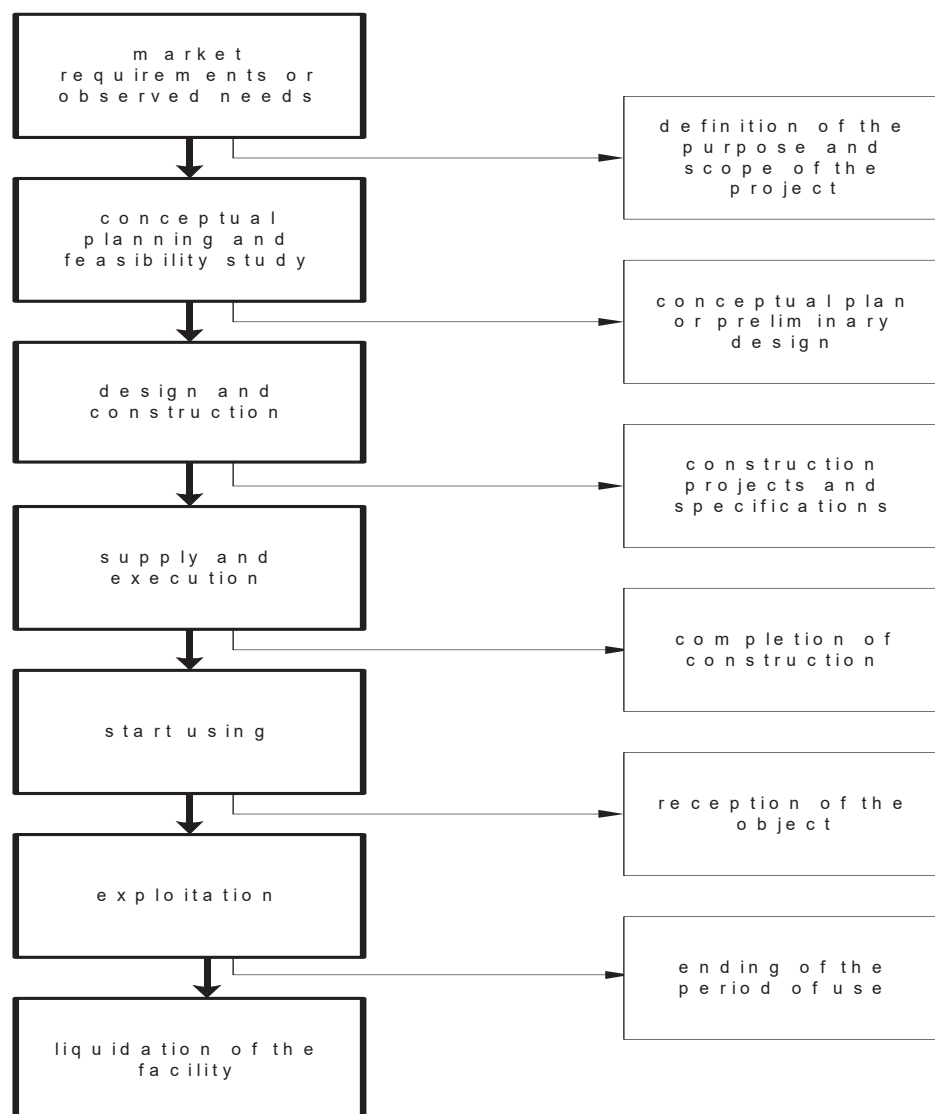 market
requirements or
observed needs
definition of the
purpose and
scope of the
project
conceptual
planning and
feasibility study
conceptual plan
or preliminary
design
design and
construction
construction
projects and
specifications
supply and
execution
completion of
construction
start using
reception of the
object
exploitation
ending of the
period of use
liquidation of the
facility